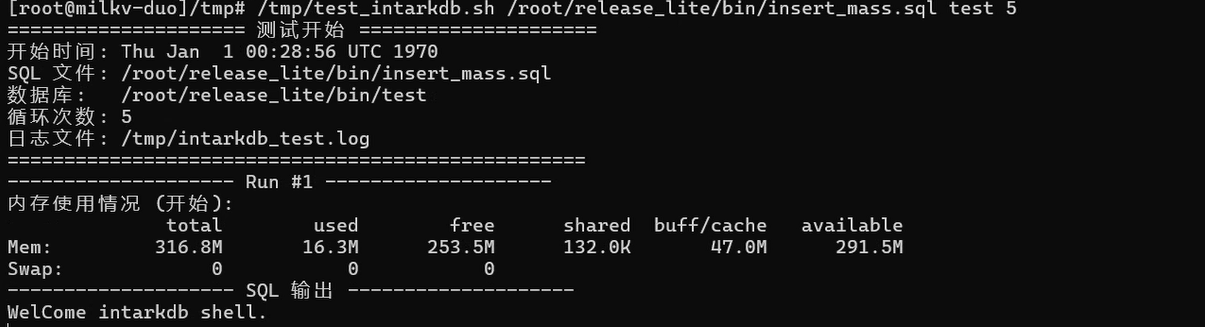 [root@milkv-duo]/tmp# /tmp/test_intarkdb.sh /root/release_lite/bin/insert_mass.sql test 5
===================== 测试开始 =====================
开始时间: Thu Jan  1 00:28:56 UTC 1970
SQL 文件: /root/release_lite/bin/insert_mass.sql
数据库:   /root/release_lite/bin/test
循环次数: 5
日志文件: /tmp/intarkdb_test.log
===================================================
-------------------- Run #1 --------------------
内存使用情况 (开始):
              total        used        free      shared  buff/cache   available
Mem:         316.8M       16.3M      253.5M      132.0K       47.0M      291.5M
Swap:             0           0           0
-------------------- SQL 输出 --------------------
WelCome intarkdb shell.